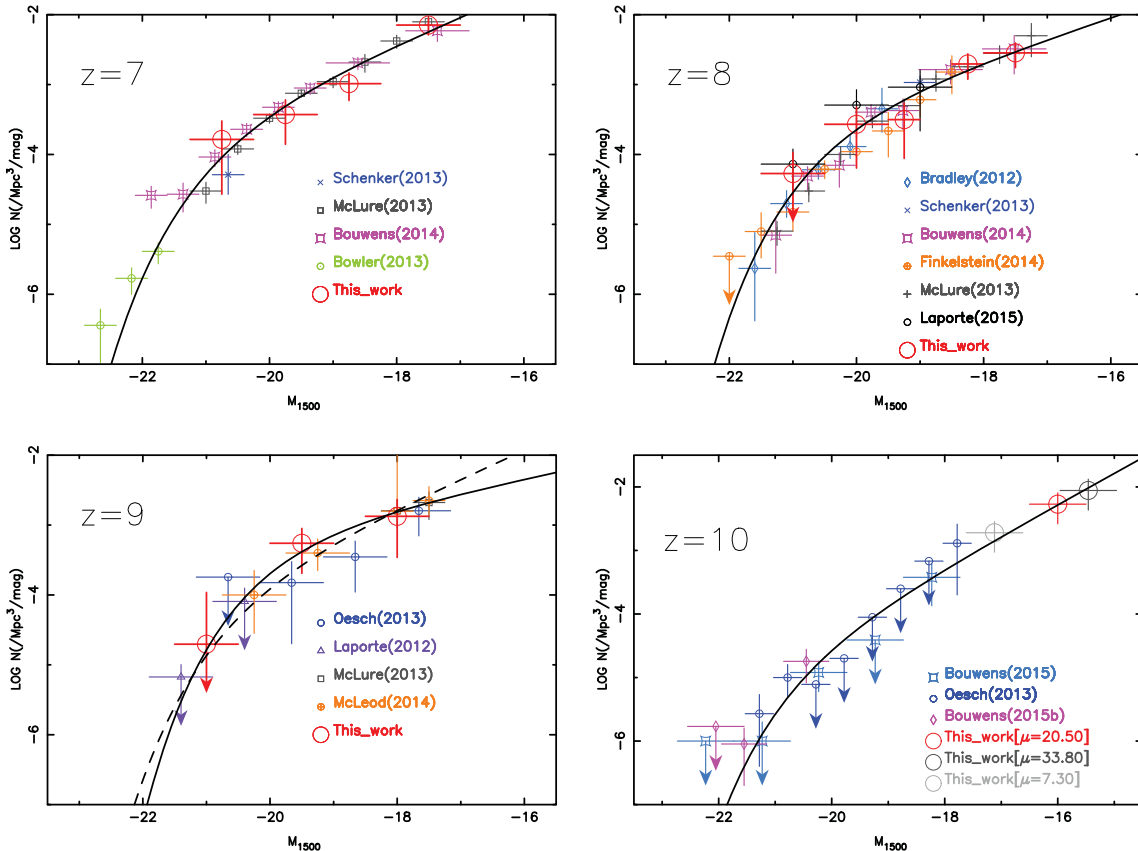 z=7
LOG N(/Mpc³/mag)
-2
-4
-6
Schenker(2013)
McLure(2013)
Bouwens(2014)
Bowler(2013)
This_work
-22 -20 -18 -16
M₁₅₀₀
z=8
LOG N(/Mpc³/mag)
-2
-4
-6
Bradley(2012)
Schenker(2013)
Bouwens(2014)
Finkelstein(2014)
McLure(2013)
Laporte(2015)
This_work
-22 -20 -18 -16
M₁₅₀₀
z=9
LOG N(/Mpc³/mag)
-2
-4
-6
Oesch(2013)
Laporte(2012)
McLure(2013)
McLeod(2014)
This_work
-22 -20 -18 -16
M₁₅₀₀
z=10
LOG N(/Mpc³/mag)
-2
-4
-6
Bouwens(2015)
Oesch(2013)
Bouwens(2015b)
This_work[μ=20.50]
This_work[μ=33.80]
This_work[μ=7.30]
-22 -20 -18 -16
M₁₅₀₀